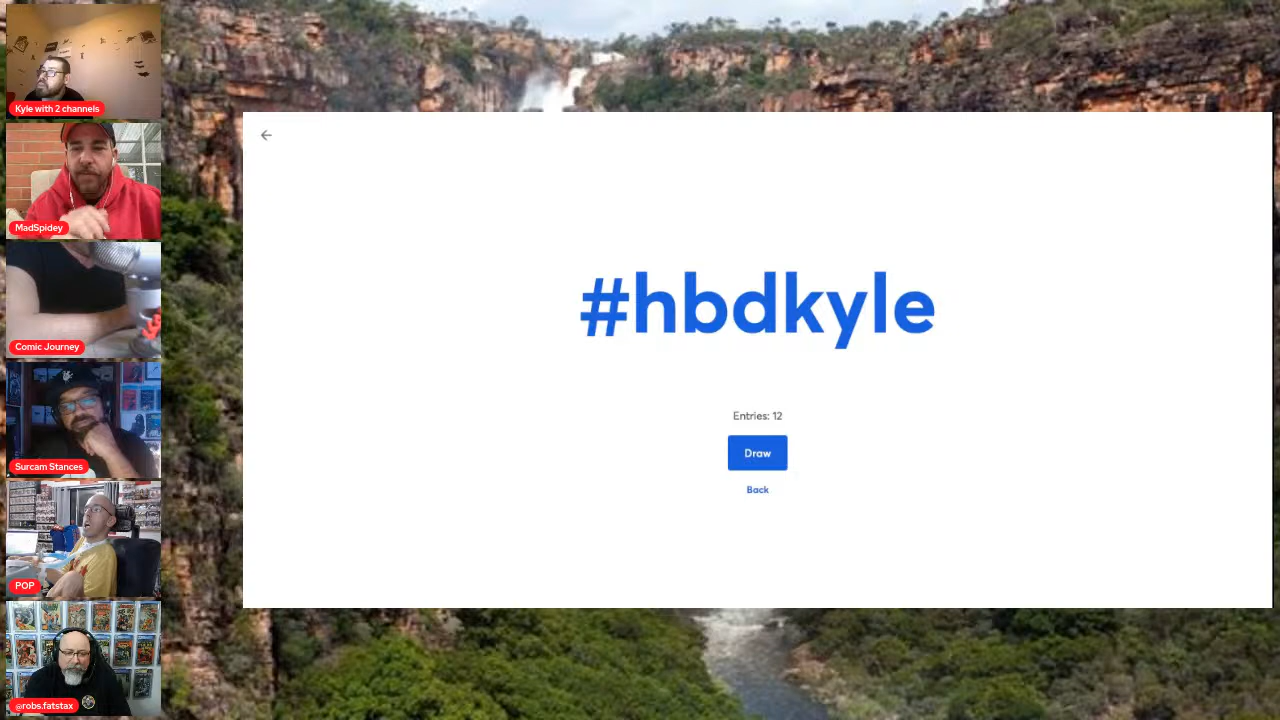 Kyle with 2 channels
MadSpidey
Comic Journey
Surcam Stances
POP
@robs.fatstax
#hbdkyle
Entries: 12
Draw
Back